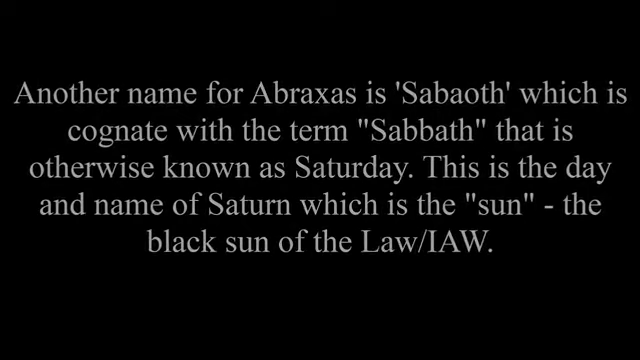 Another name for Abraxas is 'Sabaoth' which is
cognate with the term "Sabbath" that is
otherwise known as Saturday. This is the day
and name of Saturn which is the "sun" - the
black sun of the Law/IAW.